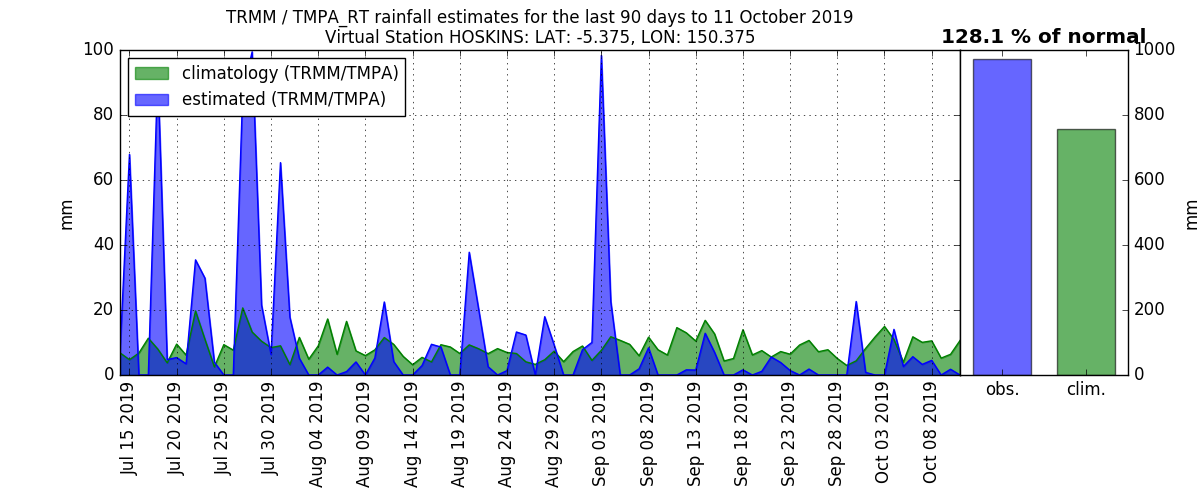 TRMM / TMPA_RT rainfall estimates for the last 90 days to 11 October 2019
Virtual Station HOSKINS: LAT: -5.375, LON: 150.375
128.1 % of normal
climatology (TRMM/TMPA)
estimated (TRMM/TMPA)
100
80
60
40
20
0
mm
Jul 15 2019
Jul 20 2019
Jul 25 2019
Jul 30 2019
Aug 04 2019
Aug 09 2019
Aug 14 2019
Aug 19 2019
Aug 24 2019
Aug 29 2019
Sep 03 2019
Sep 08 2019
Sep 13 2019
Sep 18 2019
Sep 23 2019
Sep 28 2019
Oct 03 2019
Oct 08 2019
1000
800
600
400
200
0
mm
obs.
clim.